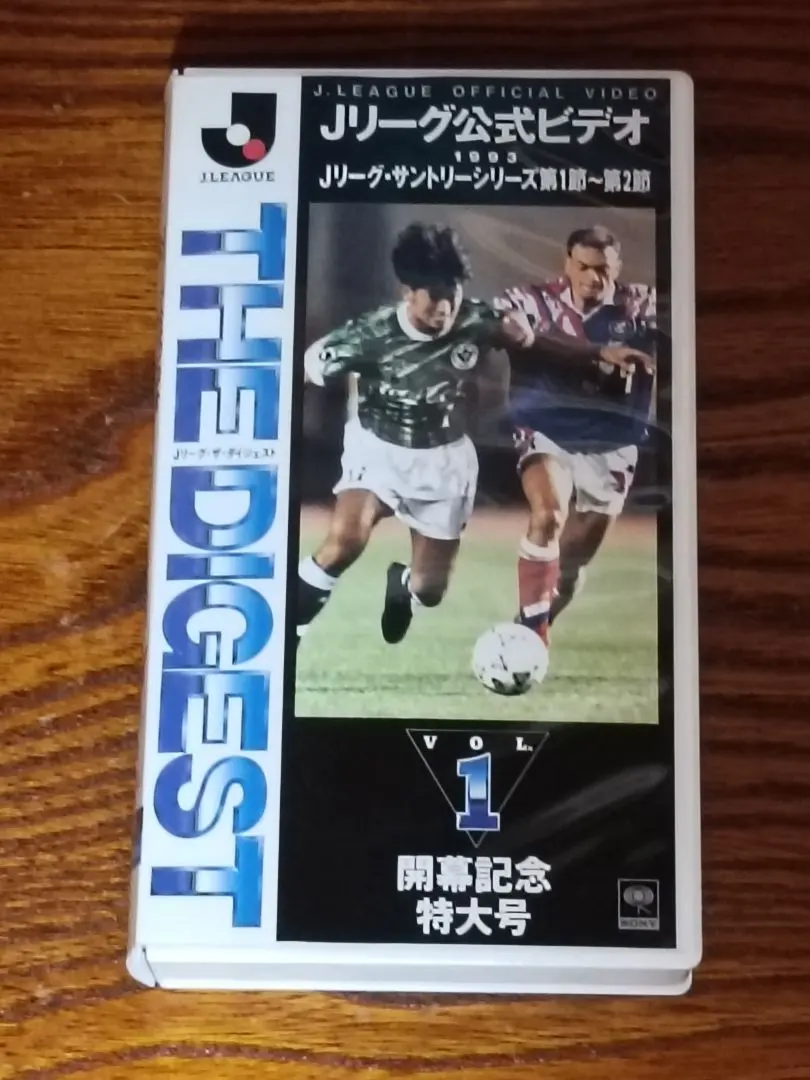 J.LEAGUE OFFICIAL VIDEO
Jリーグ公式ビデオ
1993
Jリーグ・サントリーシリーズ第1節〜第2節
J.LEAGUE
THE DIGEST
Jリーグ・ザ・ダイジェスト
VOL.
1
開幕記念
特大号
SONY